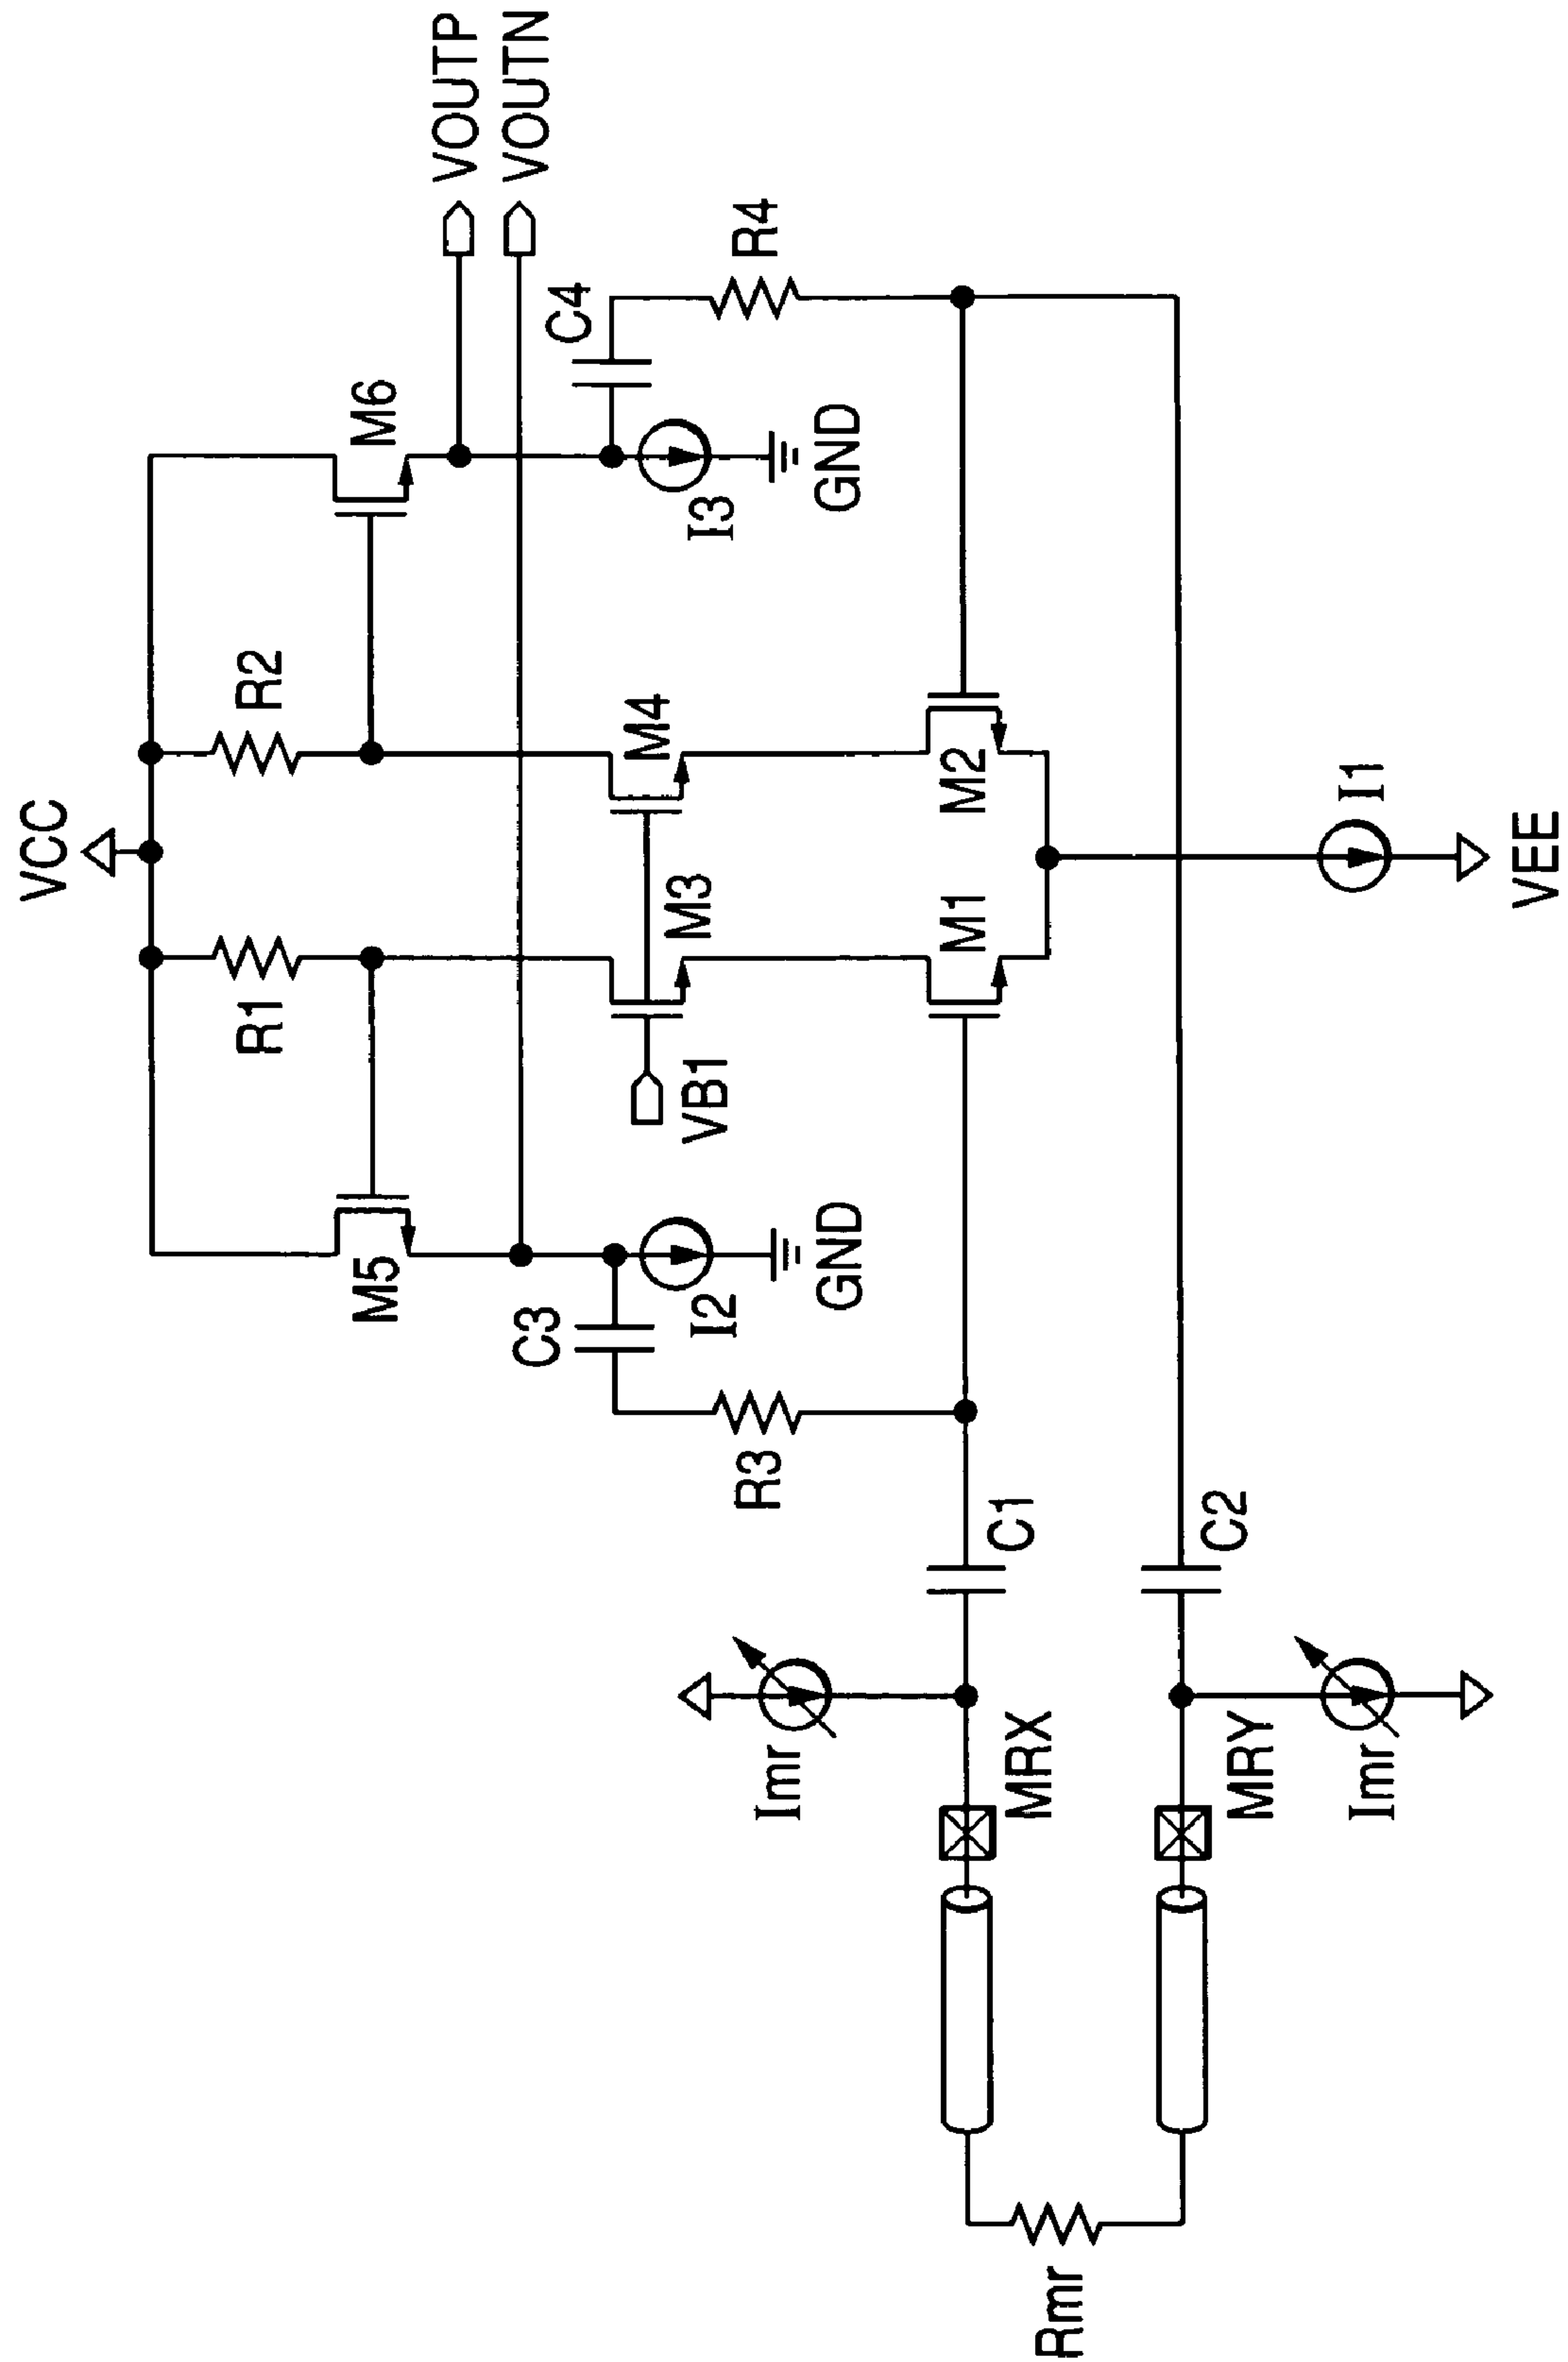 VCC
VOUTP
VOUTN
R1
R2
M5
M6
C3
C4
M3
M4
VB1
I2
I3
GND
GND
R3
R4
M1
M2
C1
C2
Imr
Imr
MRX
MRY
Rmr
I1
VEE